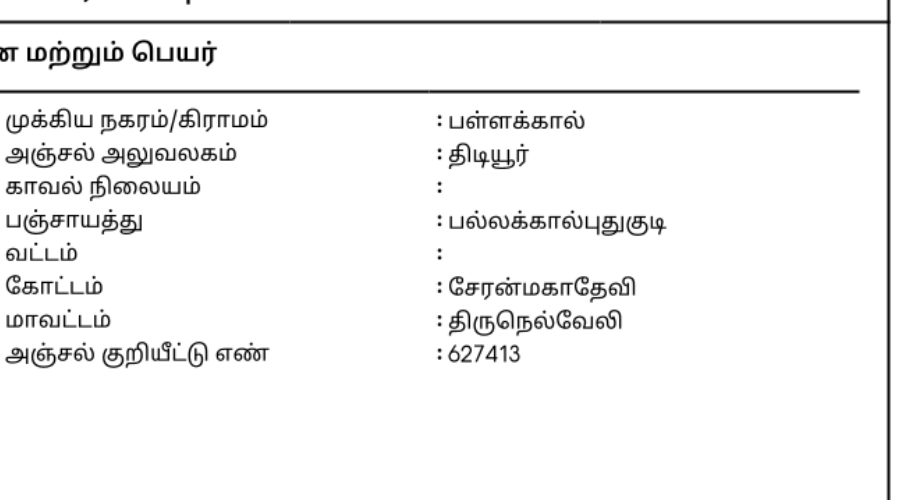 ன மற்றும் பெயர்
முக்கிய நகரம்/கிராமம் : பள்ளக்கால்
அஞ்சல் அலுவலகம் : திடியூர்
காவல் நிலையம் :
பஞ்சாயத்து : பல்லக்கால்புதுகுடி
வட்டம் :
கோட்டம் : சேரன்மகாதேவி
மாவட்டம் : திருநெல்வேலி
அஞ்சல் குறியீட்டு எண் : 627413